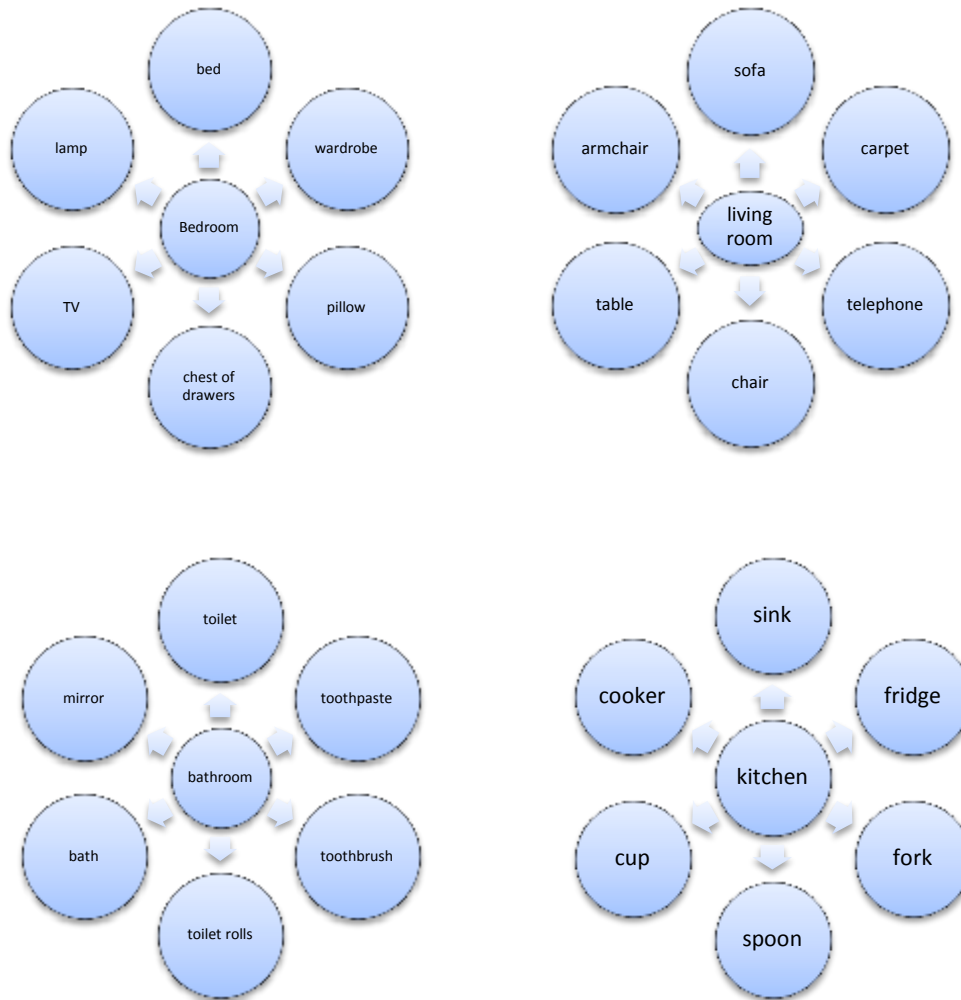 bed
lamp
wardrobe
Bedroom
TV
pillow
chest of
drawers
sofa
armchair
carpet
living
room
table
telephone
chair
toilet
mirror
toothpaste
bathroom
bath
toothbrush
toilet rolls
sink
cooker
fridge
kitchen
cup
fork
spoon